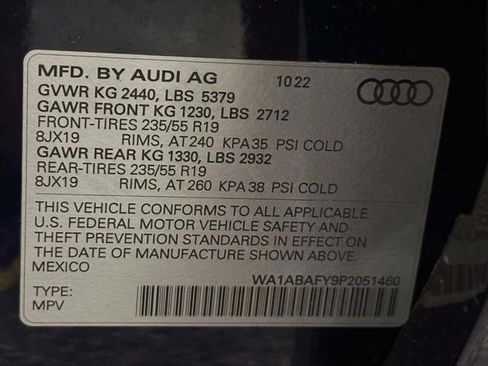 MFD. BY AUDI AG 10 22
GVWR KG 2440, LBS 5379
GAWR FRONT KG 1230, LBS 2712
FRONT-TIRES 235/55 R19
8JX19 RIMS, AT 240 KPA 35 PSI COLD
GAWR REAR KG 1330, LBS 2932
REAR-TIRES 235/55 R19
8JX19 RIMS, AT 260 KPA 38 PSI COLD
THIS VEHICLE CONFORMS TO ALL APPLICABLE
U.S. FEDERAL MOTOR VEHICLE SAFETY AND
THEFT PREVENTION STANDARDS IN EFFECT ON
THE DATE OF MANUFACTURE SHOWN ABOVE.
MEXICO
WA1ABAFY9P2051460
TYPE:
MPV